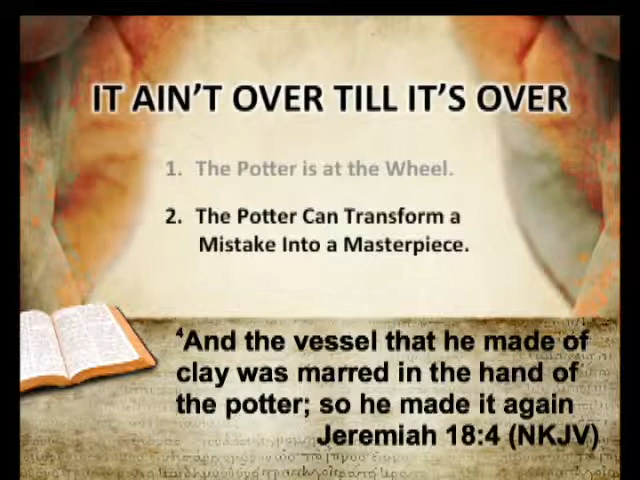 IT AIN'T OVER TILL IT'S OVER
1. The Potter is at the Wheel.
2. The Potter Can Transform a
Mistake Into a Masterpiece.
⁴And the vessel that he made of
clay was marred in the hand of
the potter; so he made it again
Jeremiah 18:4 (NKJV)